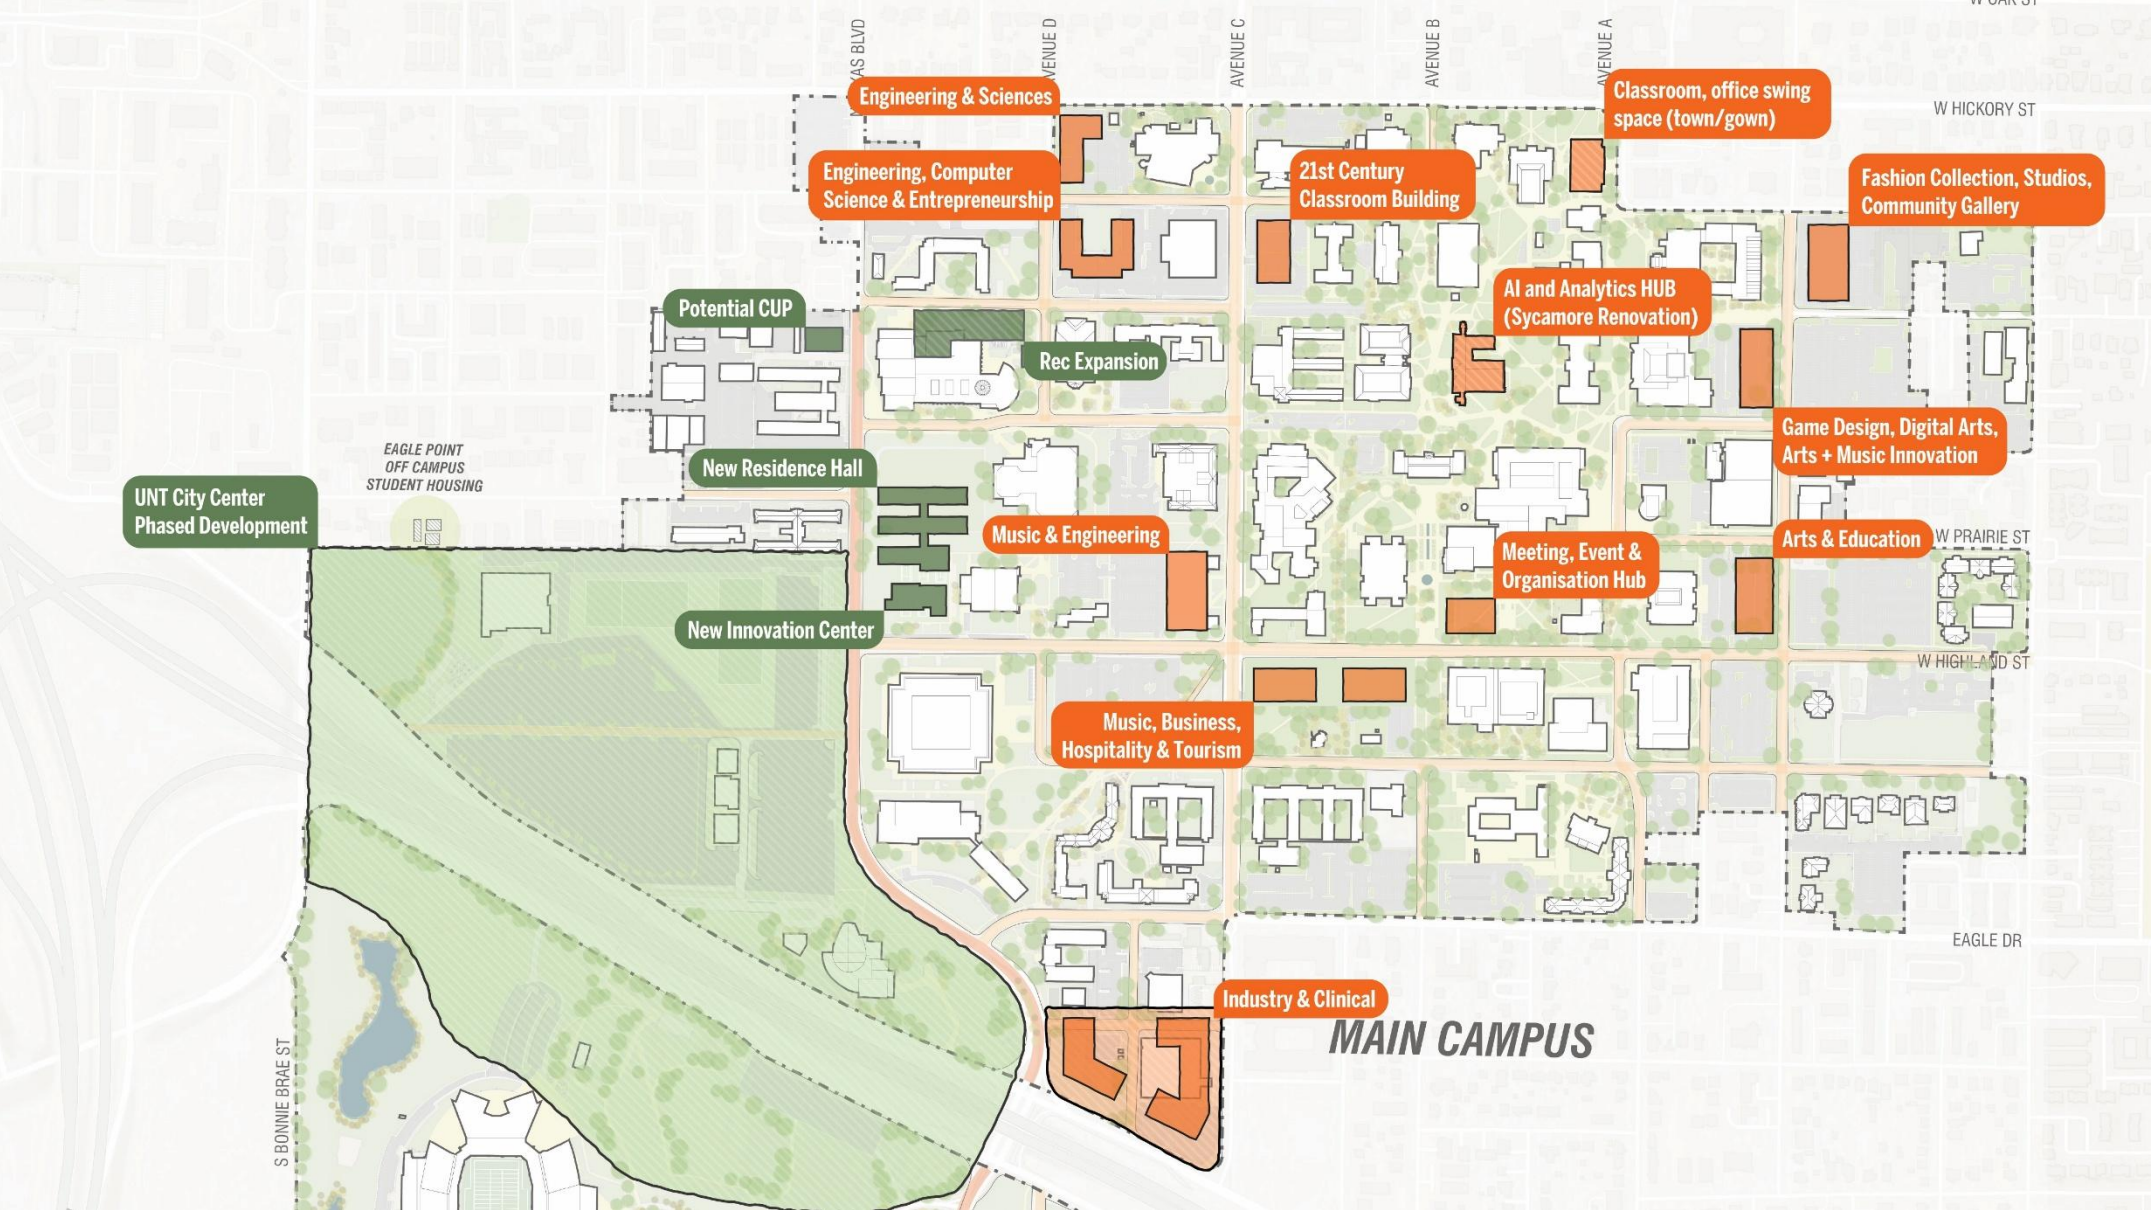 AVENUE D
AVENUE C
AVENUE B
AVENUE A
W HICKORY ST
Engineering & Sciences
Classroom, office swing
space (town/gown)
Engineering, Computer
Science & Entrepreneurship
21st Century
Classroom Building
Fashion Collection, Studios,
Community Gallery
Potential CUP
AI and Analytics HUB
(Sycamore Renovation)
Rec Expansion
Game Design, Digital Arts,
Arts + Music Innovation
EAGLE POINT
OFF CAMPUS
STUDENT HOUSING
New Residence Hall
UNT City Center
Phased Development
Music & Engineering
Meeting, Event &
Organisation Hub
Arts & Education
W PRAIRIE ST
New Innovation Center
W HIGHLAND ST
Music, Business,
Hospitality & Tourism
EAGLE DR
Industry & Clinical
MAIN CAMPUS
S BONNIE BRAE ST